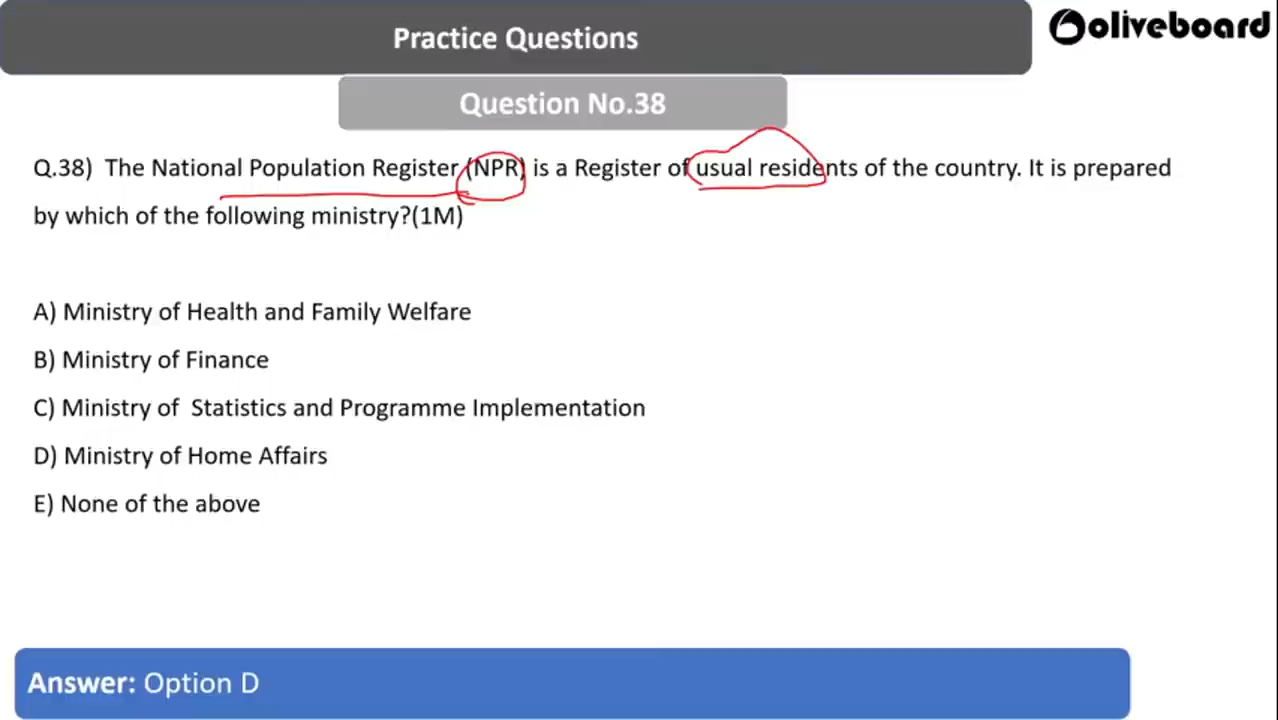 Practice Questions
oliveboard
Question No.38
Q.38) The National Population Register (NPR) is a Register of usual residents of the country. It is prepared
by which of the following ministry?(1M)
A) Ministry of Health and Family Welfare
B) Ministry of Finance
C) Ministry of Statistics and Programme Implementation
D) Ministry of Home Affairs
E) None of the above
Answer: Option D